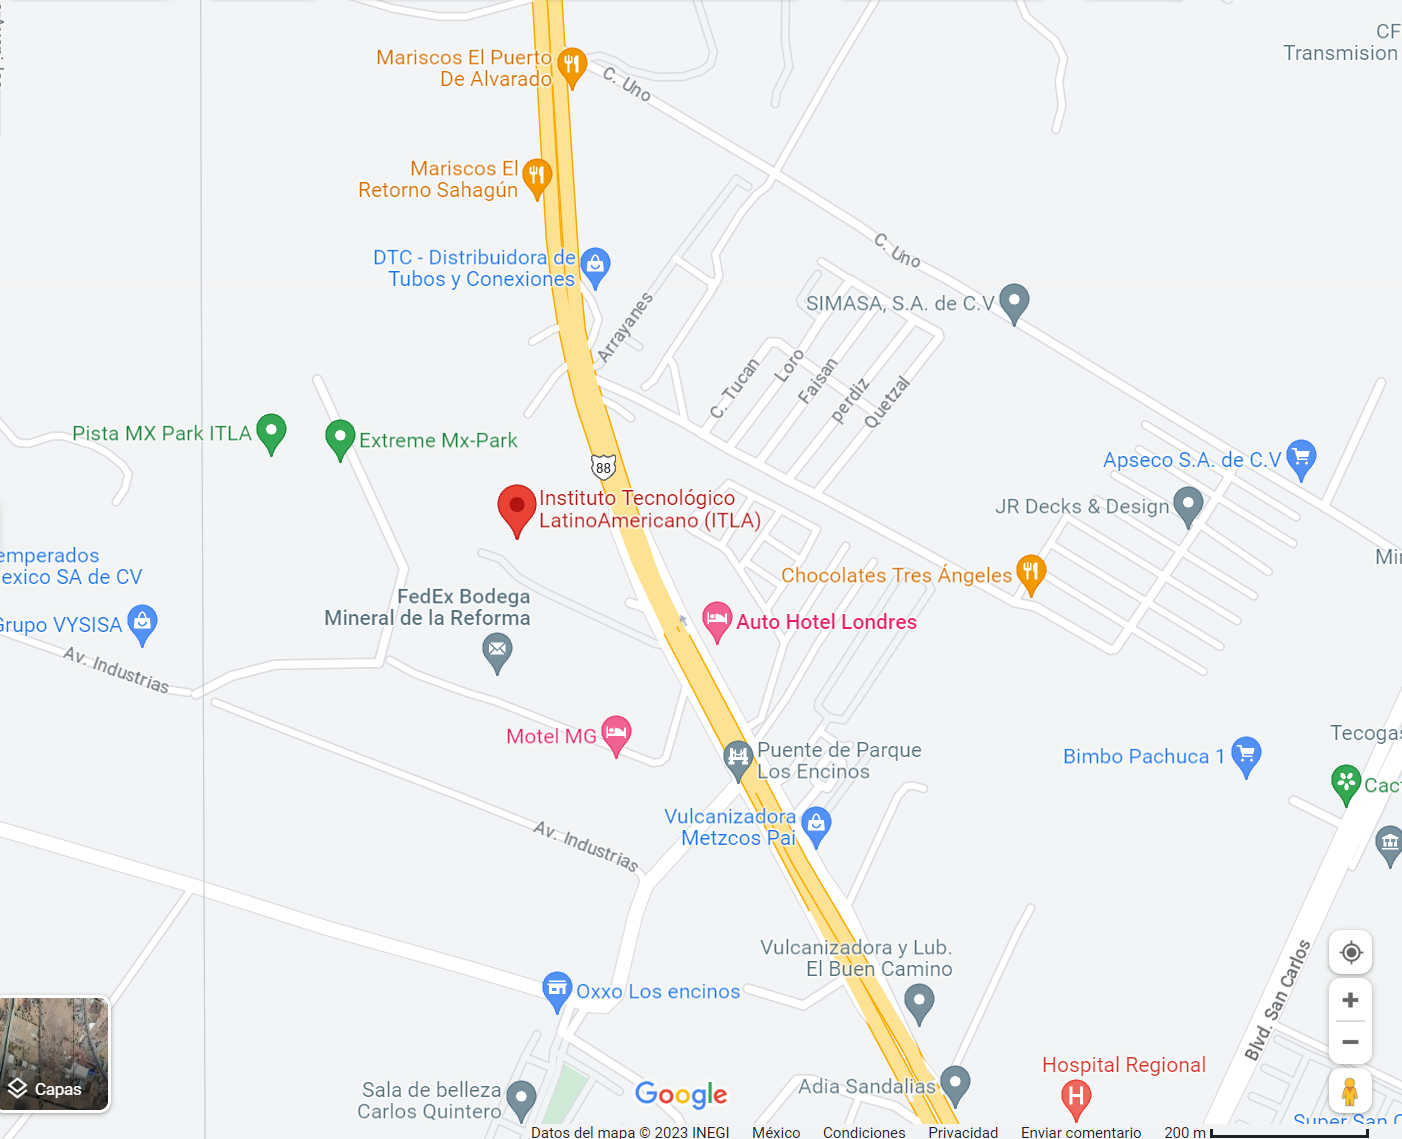 CF
Transmision
Mariscos El Puerto
De Alvarado
C. Uno
Mariscos El
Retorno Sahagún
C. Uno
DTC - Distribuidora de
Tubos y Conexiones
SIMASA, S.A. de C.V
Arrayanes
C. Tucan
Loro
Faisan
perdiz
Quetzal
Pista MX Park ITLA
Extreme Mx-Park
88
Apseco S.A. de C.V
Instituto Tecnológico
LatinoAmericano (ITLA)
JR Decks & Design
emperados
exico SA de CV
Chocolates Tres Ángeles
Min
FedEx Bodega
Mineral de la Reforma
Grupo VYSISA
Auto Hotel Londres
Av. Industrias
Motel MG
Puente de Parque
Los Encinos
Bimbo Pachuca 1
Tecogas
Cact
Vulcanizadora
Metzcos Pai
Av. Industrias
Vulcanizadora y Lub.
El Buen Camino
Oxxo Los encinos
Blvd. San Carlos
Capas
Sala de belleza
Carlos Quintero
Google
Adia Sandalias
Hospital Regional
H
Super San C
Datos del mapa © 2023 INEGI México Condiciones Privacidad Enviar comentario 200 m